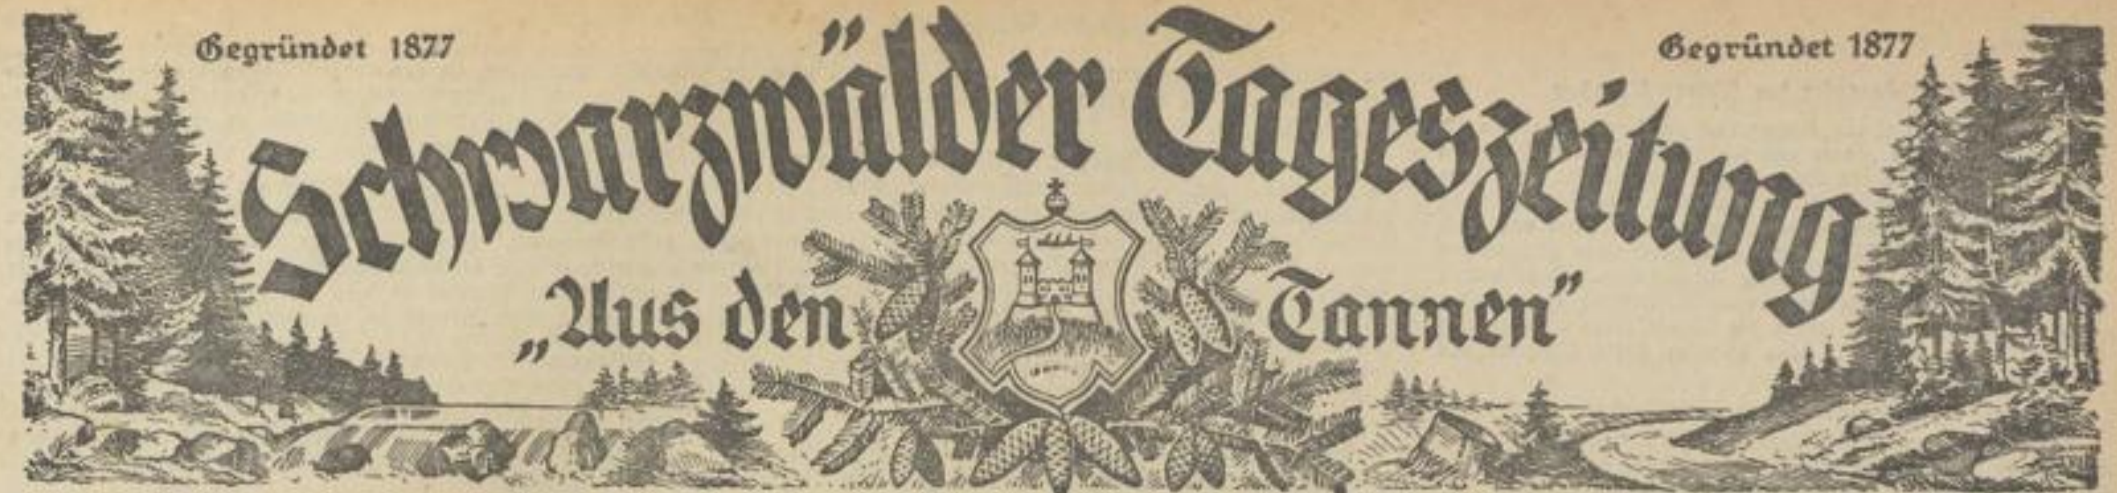 Gegründet 1877
Gegründet 1877
Schwarzwälder Tageszeitung
„Aus den Tannen“